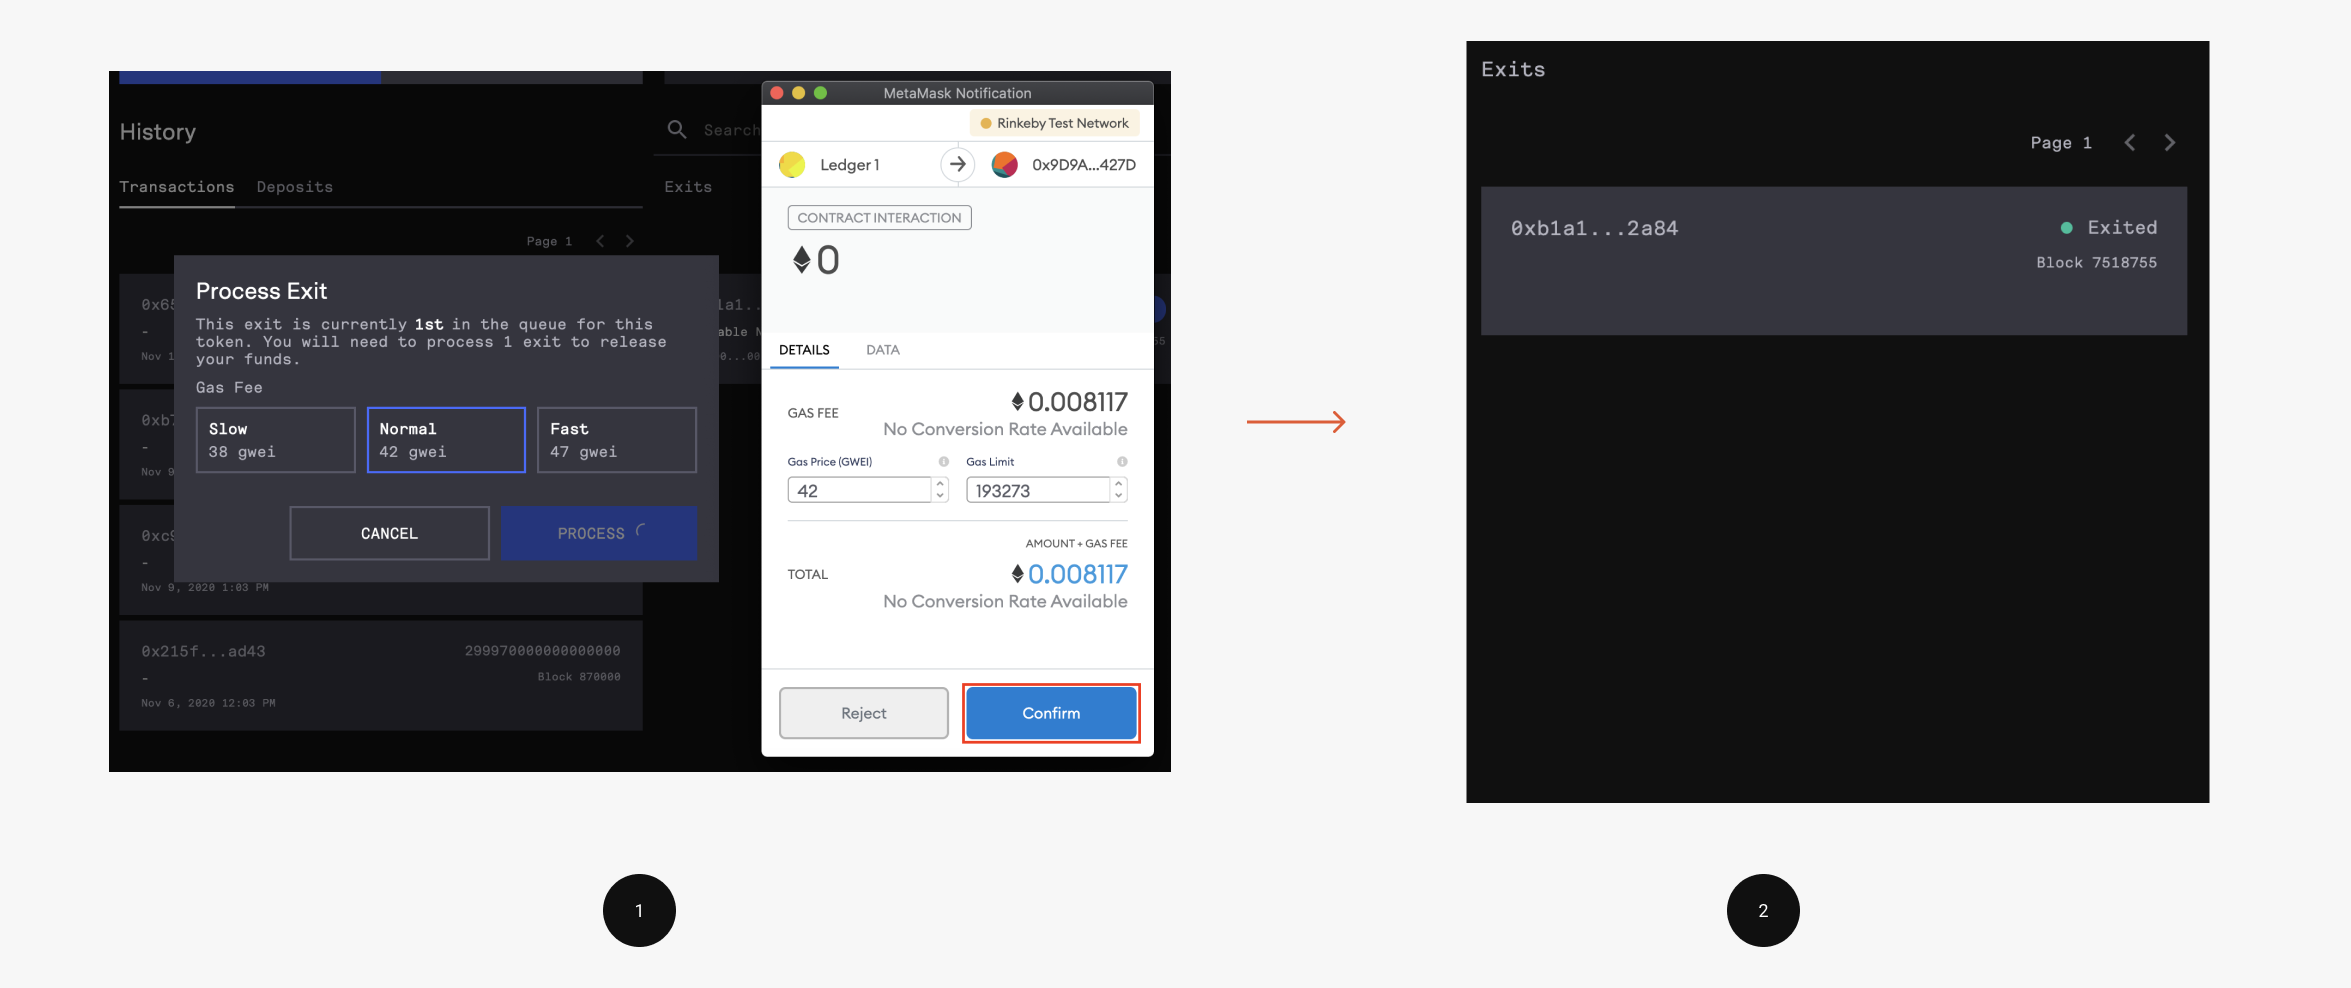 History
Transactions
Deposits
Page 1
0x65
-
Nov 1
0xb7
-
Nov 9
0xc9
-
Nov 9, 2020 1:03 PM
0x215f...ad43
299970000000000000
-
Block 870000
Nov 6, 2020 12:03 PM
Process Exit
This exit is currently 1st in the queue for this
token. You will need to process 1 exit to release
your funds.
Gas Fee
Slow
38 gwei
Normal
42 gwei
Fast
47 gwei
CANCEL
PROCESS
Search
Exits
1a1..
able
0...00
55
MetaMask Notification
Rinkeby Test Network
Ledger 1
0x9D9A...427D
CONTRACT INTERACTION
0
DETAILS
DATA
GAS FEE
0.008117
No Conversion Rate Available
Gas Price (GWEI)
Gas Limit
42
193273
AMOUNT + GAS FEE
TOTAL
0.008117
No Conversion Rate Available
Reject
Confirm
1
Exits
Page 1
0xb1a1...2a84
Exited
Block 7518755
2